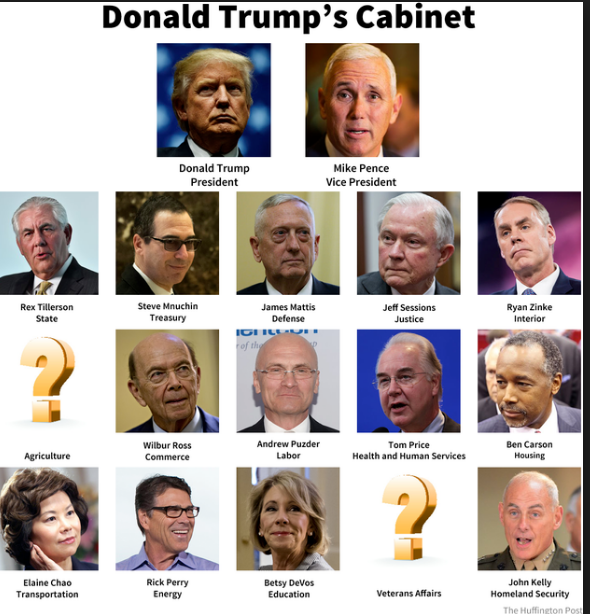 Donald Trump's Cabinet
Donald Trump
President
Mike Pence
Vice President
Rex Tillerson
State
Steve Mnuchin
Treasury
James Mattis
Defense
Jeff Sessions
Justice
Ryan Zinke
Interior
Agriculture
Wilbur Ross
Commerce
Andrew Puzder
Labor
Tom Price
Health and Human Services
Ben Carson
Housing
Elaine Chao
Transportation
Rick Perry
Energy
Betsy DeVos
Education
Veterans Affairs
John Kelly
Homeland Security
The Huffington Post